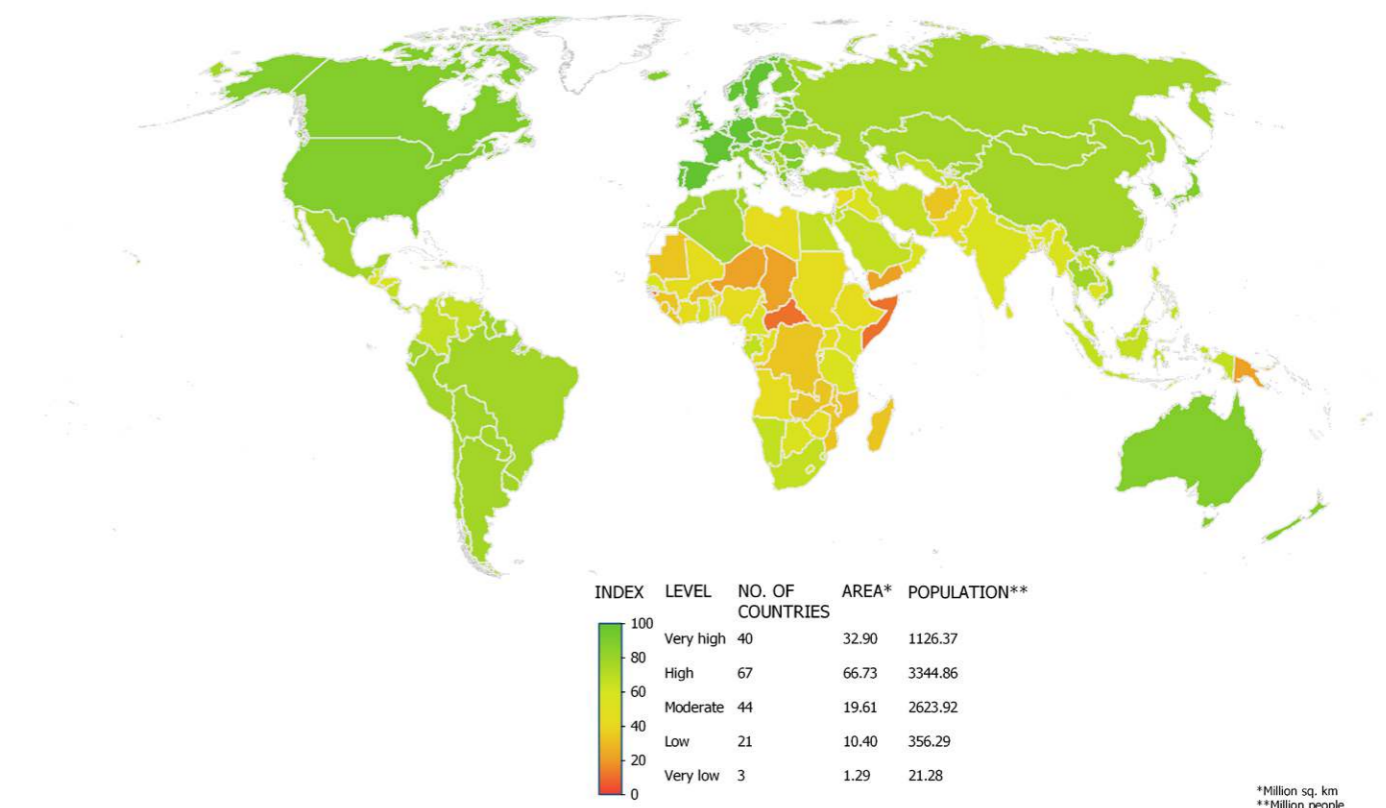 INDEX LEVEL NO. OF COUNTRIES AREA* POPULATION**
100
Very high 40 32.90 1126.37
80
High 67 66.73 3344.86
60
Moderate 44 19.61 2623.92
40
Low 21 10.40 356.29
20
Very low 3 1.29 21.28
0
*Million sq. km
**Million people